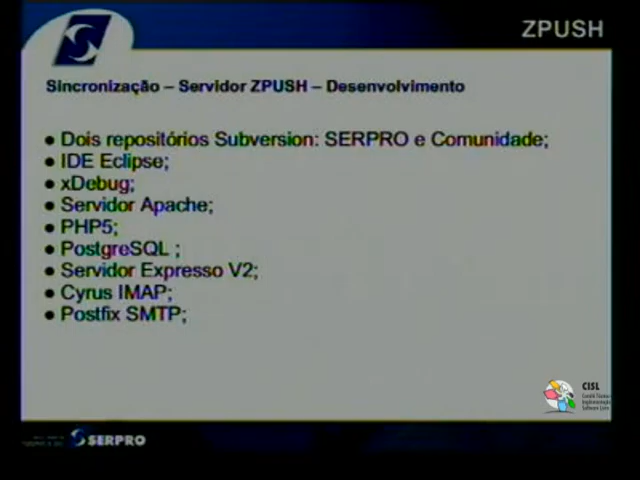 ZPUSH
Sincronização – Servidor ZPUSH – Desenvolvimento
● Dois repositórios Subversion: SERPRO e Comunidade;
● IDE Eclipse;
● xDebug;
● Servidor Apache;
● PHP5;
● PostgreSQL ;
● Servidor Expresso V2;
● Cyrus IMAP;
● Postfix SMTP;
CISL
SERPRO